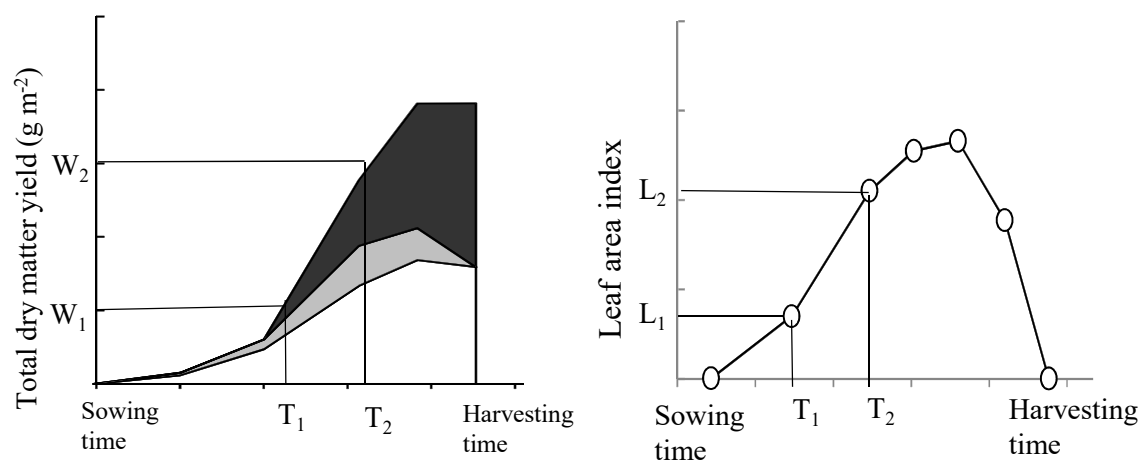 Total dry matter yield (g m⁻²)
W₂
W₁
Sowing
time
T₁
T₂
Harvesting
time
Leaf area index
L₂
L₁
Sowing
time
T₁
T₂
Harvesting
time